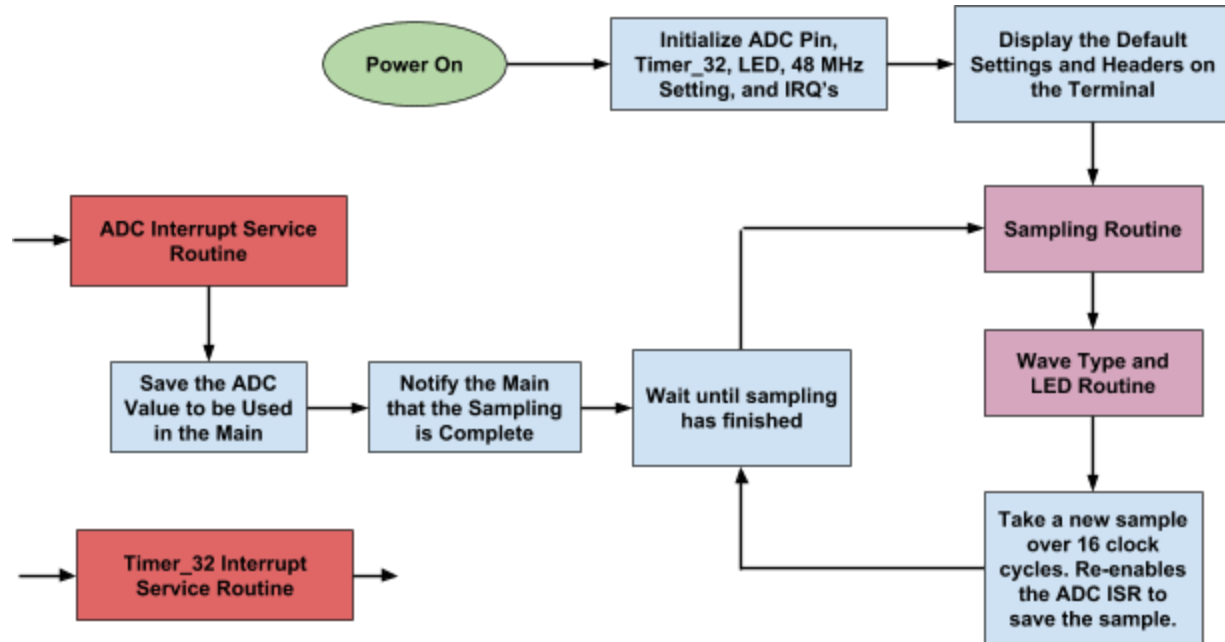 Power On
Initialize ADC Pin,
Timer_32, LED, 48 MHz
Setting, and IRQ's
Display the Default
Settings and Headers on
the Terminal
ADC Interrupt Service
Routine
Sampling Routine
Wave Type and
LED Routine
Save the ADC
Value to be Used
in the Main
Notify the Main
that the Sampling
is Complete
Wait until sampling
has finished
Take a new sample
over 16 clock
cycles. Re-enables
the ADC ISR to
save the sample.
Timer_32 Interrupt
Service Routine